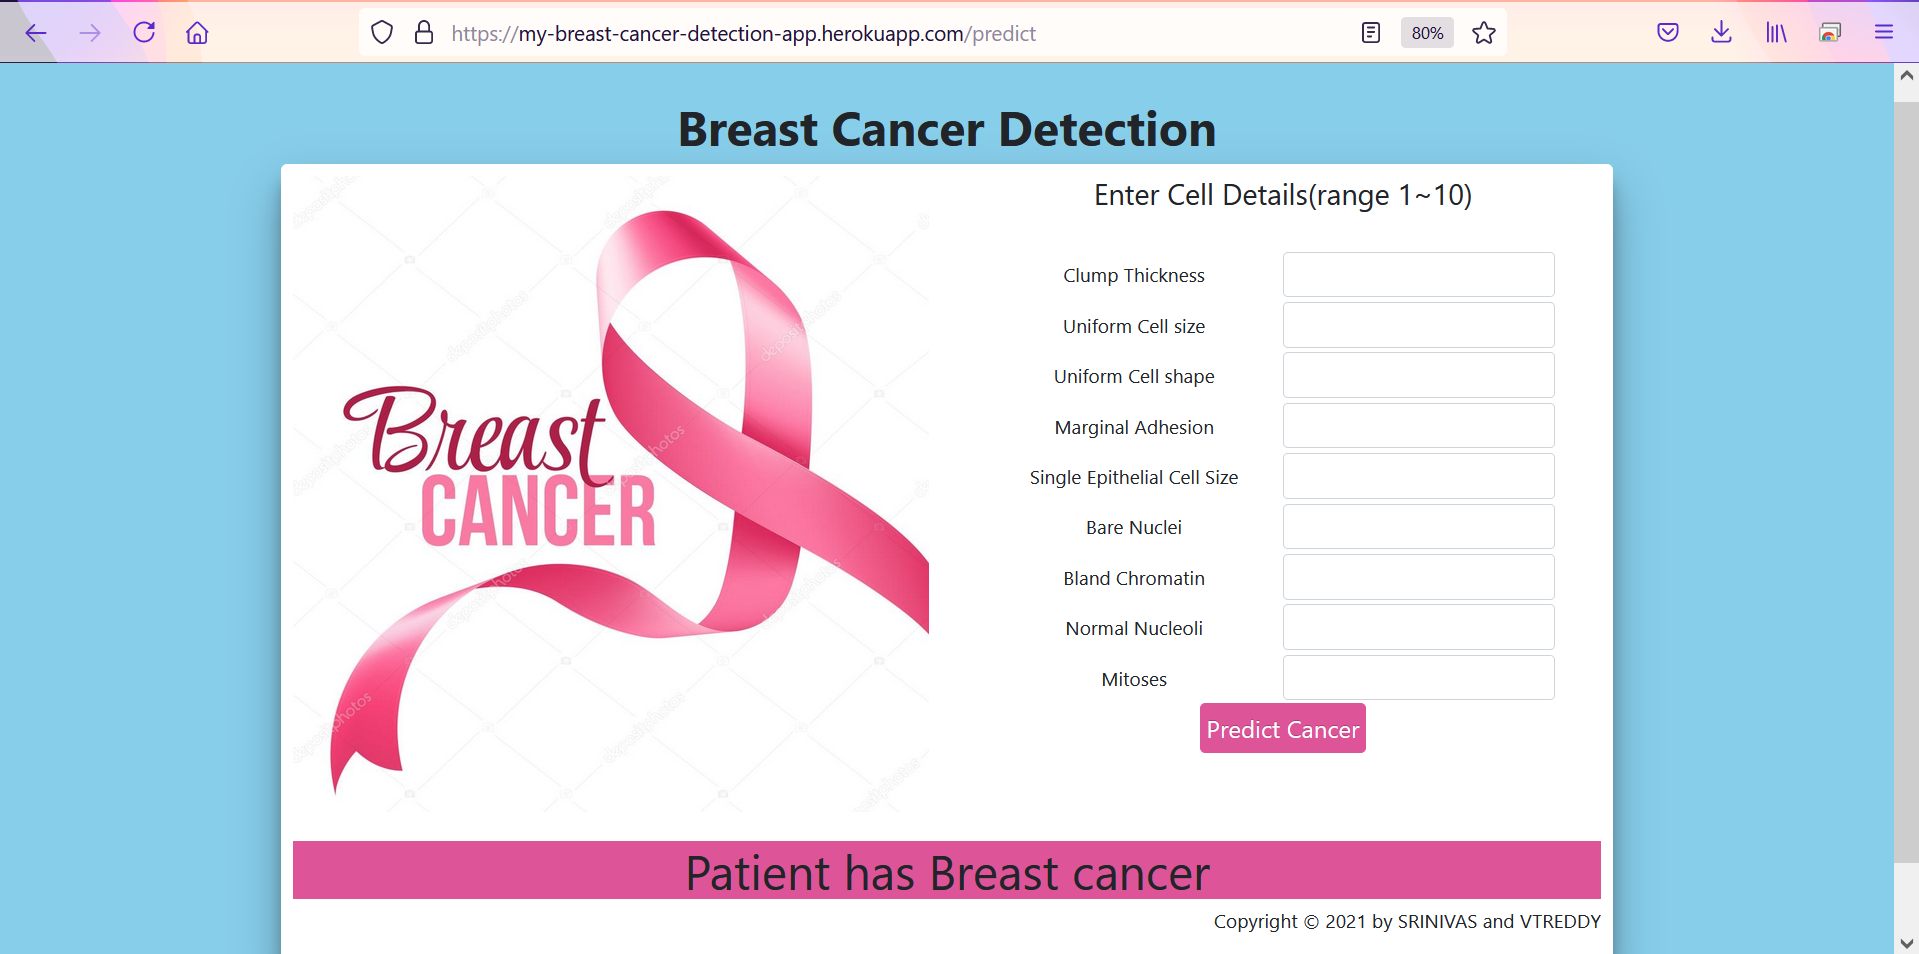 https://my-breast-cancer-detection-app.herokuapp.com/predict
80%
Breast Cancer Detection
Enter Cell Details(range 1~10)
Clump Thickness
Uniform Cell size
Uniform Cell shape
Marginal Adhesion
Single Epithelial Cell Size
Bare Nuclei
Bland Chromatin
Normal Nucleoli
Mitoses
Predict Cancer
Breast
CANCER
depositphotos
Patient has Breast cancer
Copyright © 2021 by SRINIVAS and VTREDDY